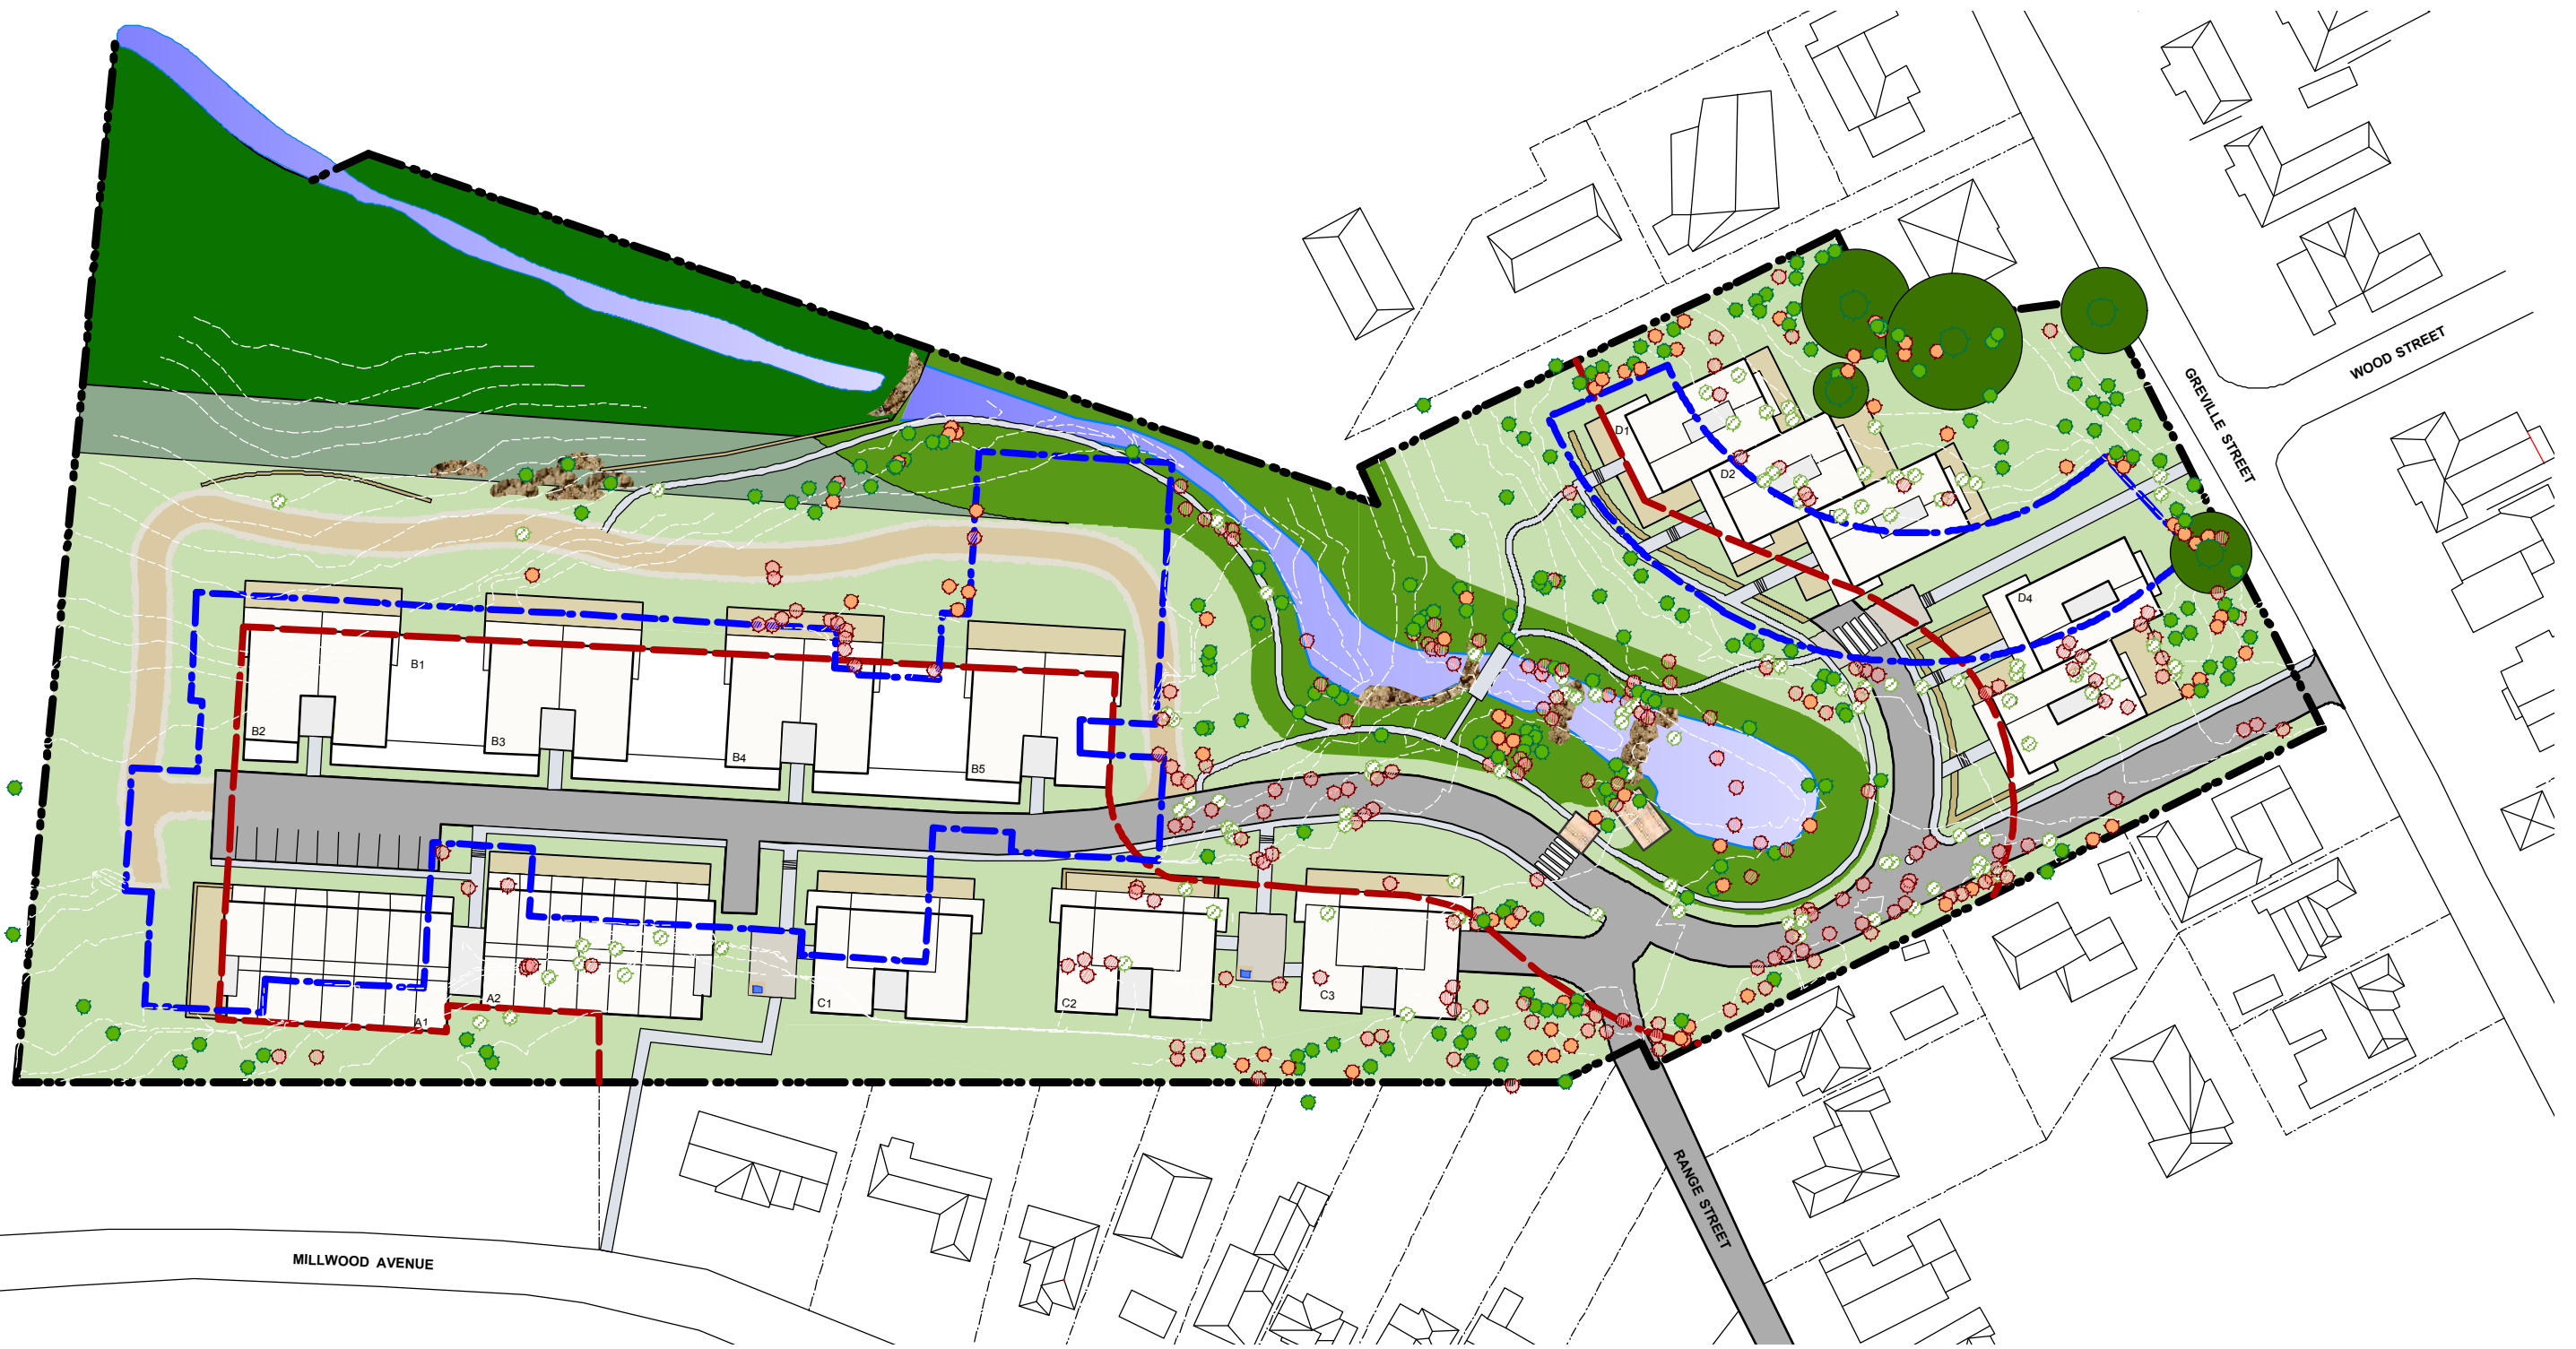 WOOD STREET
GREVILLE STREET
D1
D2
D4
B1
B2
B3
B4
B5
A1
A2
C1
C2
C3
RANGE STREET
MILLWOOD AVENUE